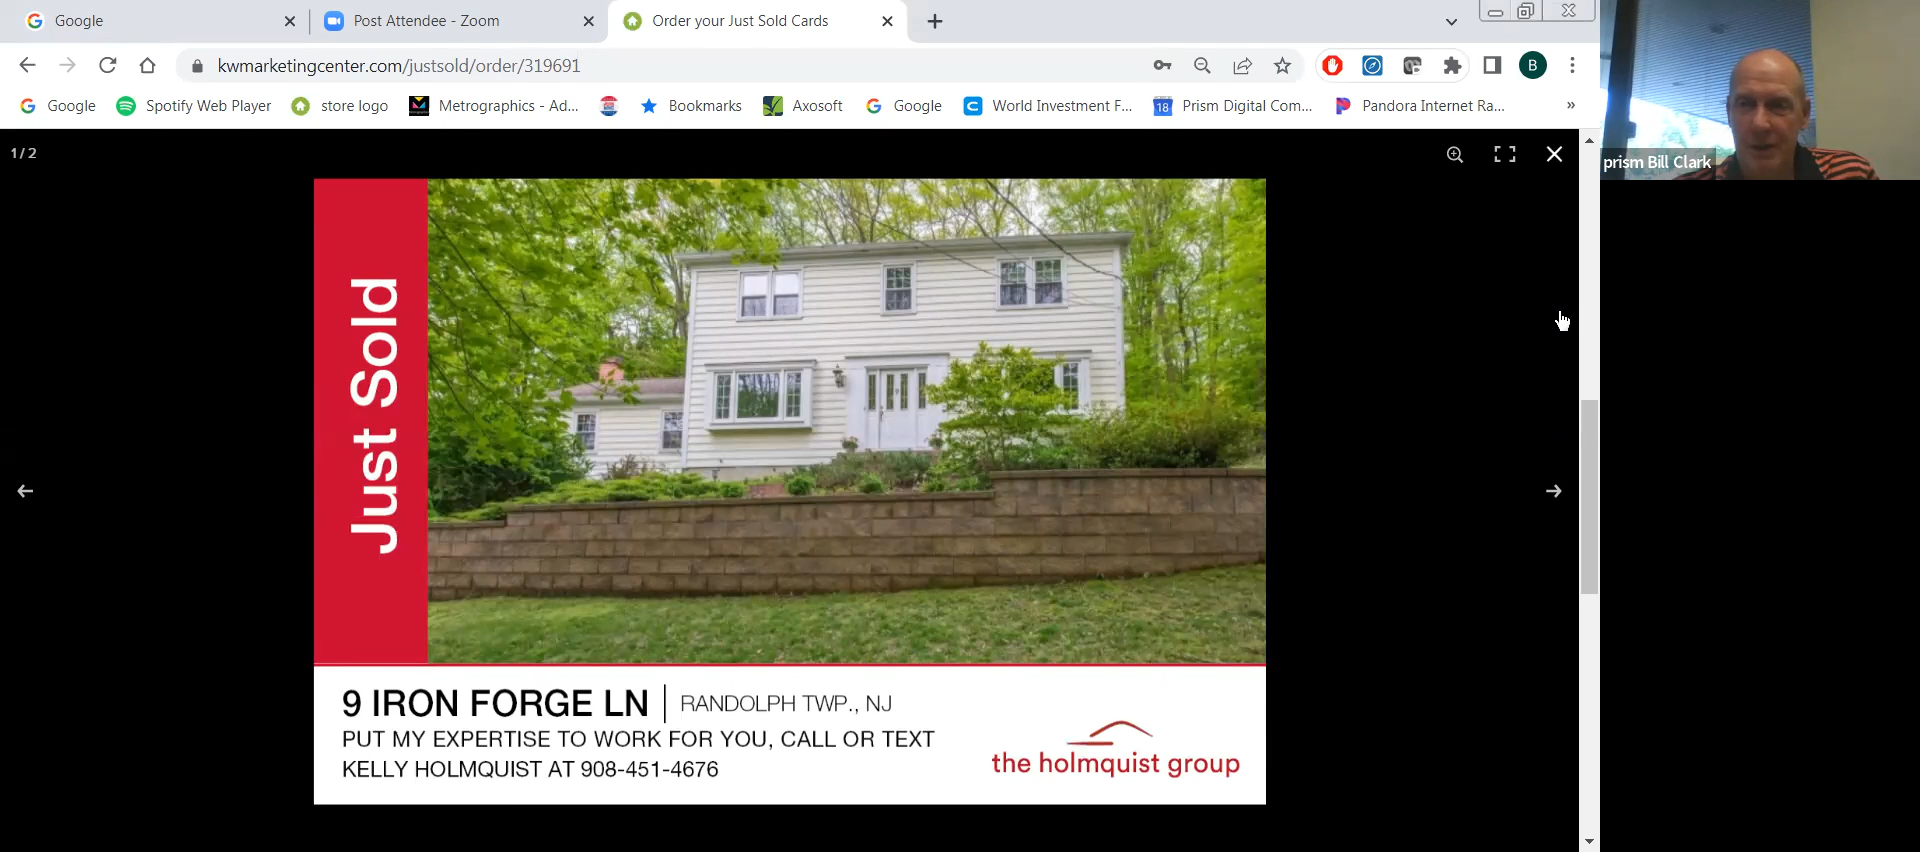 Google
Post Attendee - Zoom
Order your Just Sold Cards
kwmarketingcenter.com/justsold/order/319691
B
Google
Spotify Web Player
store logo
Metrographics - Ad...
Bookmarks
Axosoft
Google
World Investment F...
18
Prism Digital Com...
Pandora Internet Ra...
»
1/2
prism Bill Clark
Just Sold
9 IRON FORGE LN | RANDOLPH TWP., NJ
PUT MY EXPERTISE TO WORK FOR YOU, CALL OR TEXT
KELLY HOLMQUIST AT 908-451-4676
the holmquist group